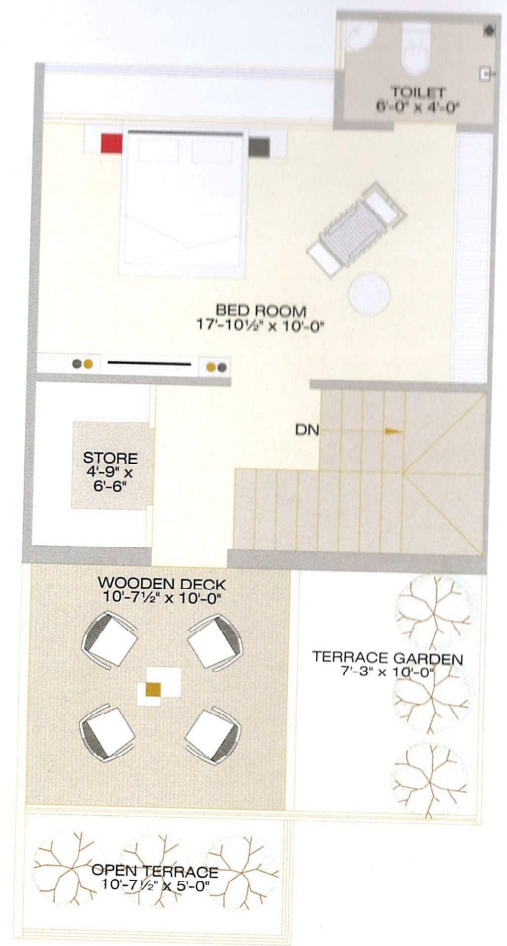 TOILET
6'-0" x 4'-0"
BED ROOM
17'-10½" x 10'-0"
DN
STORE
4'-9" x
6'-6"
WOODEN DECK
10'-7½" x 10'-0"
TERRACE GARDEN
7'-3" x 10'-0"
OPEN TERRACE
10'-7½" x 5'-0"